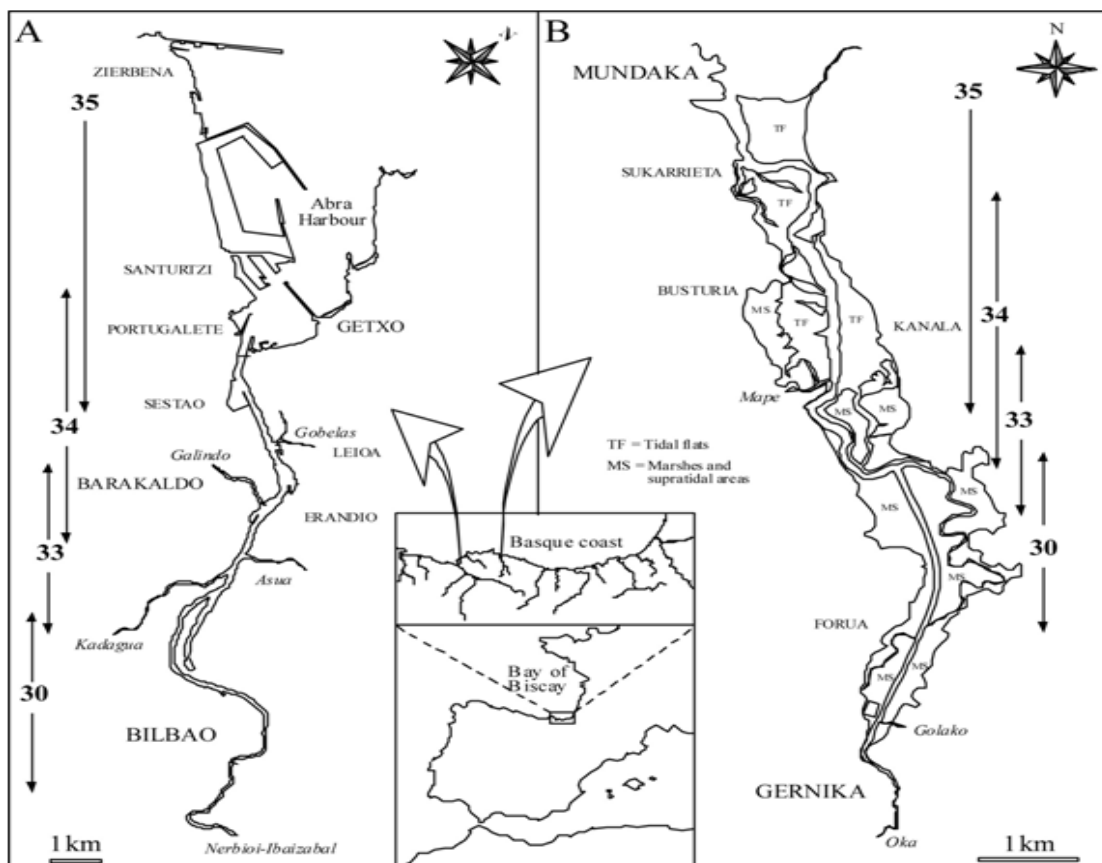 A
ZIERBENA
35
Abra
Harbour
SANTURTZI
PORTUGALETE
GETXO
SESTAO
34
Gobelas
LEIOA
Galindo
BARAKALDO
ERANDIO
33
Asua
Kadagua
30
BILBAO
Nerbioi-Ibaizabal
1 km
Basque coast
Bay of
Biscay
B
N
MUNDAKA
35
TF
SUKARRIETA
TF
BUSTURIA
MS
TF
TF
KANALA
34
Mape
MS
MS
33
TF = Tidal flats
MS = Marshes and
supratidal areas
MS
MS
30
MS
FORUA
MS
MS
Golako
GERNIKA
Oka
1 km